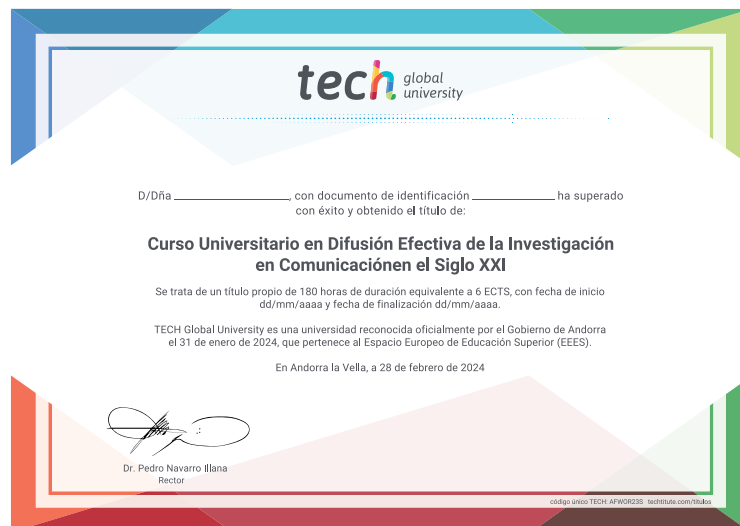 tech global university
D/Dña ______________, con documento de identificación ______________ ha superado
con éxito y obtenido el título de:
Curso Universitario en Difusión Efectiva de la Investigación
en Comunicaciónen el Siglo XXI
Se trata de un título propio de 180 horas de duración equivalente a 6 ECTS, con fecha de inicio
dd/mm/aaaa y fecha de finalización dd/mm/aaaa.
TECH Global University es una universidad reconocida oficialmente por el Gobierno de Andorra
el 31 de enero de 2024, que pertenece al Espacio Europeo de Educación Superior (EEES).
En Andorra la Vella, a 28 de febrero de 2024
Dr. Pedro Navarro Illana
Rector
código único TECH: AFWOR23S techtitute.com/titulos